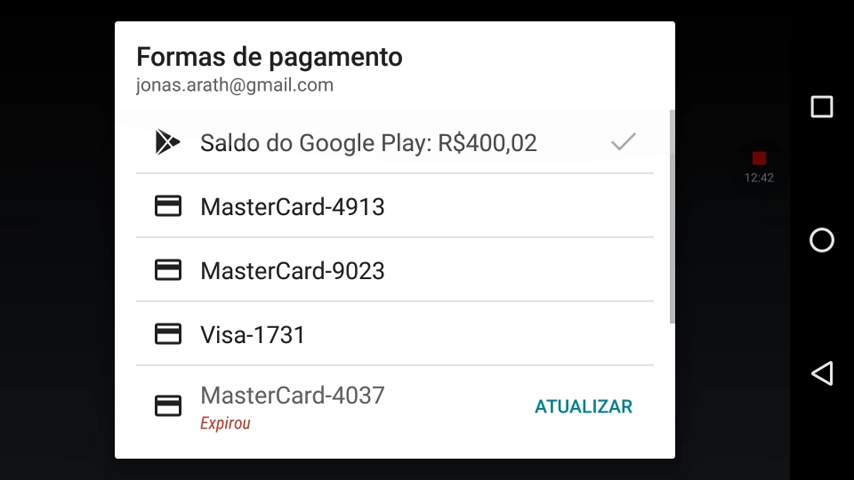 Formas de pagamento
jonas.arath@gmail.com
Saldo do Google Play: R$400,02
MasterCard-4913
MasterCard-9023
Visa-1731
MasterCard-4037
Expirou
ATUALIZAR
12:42